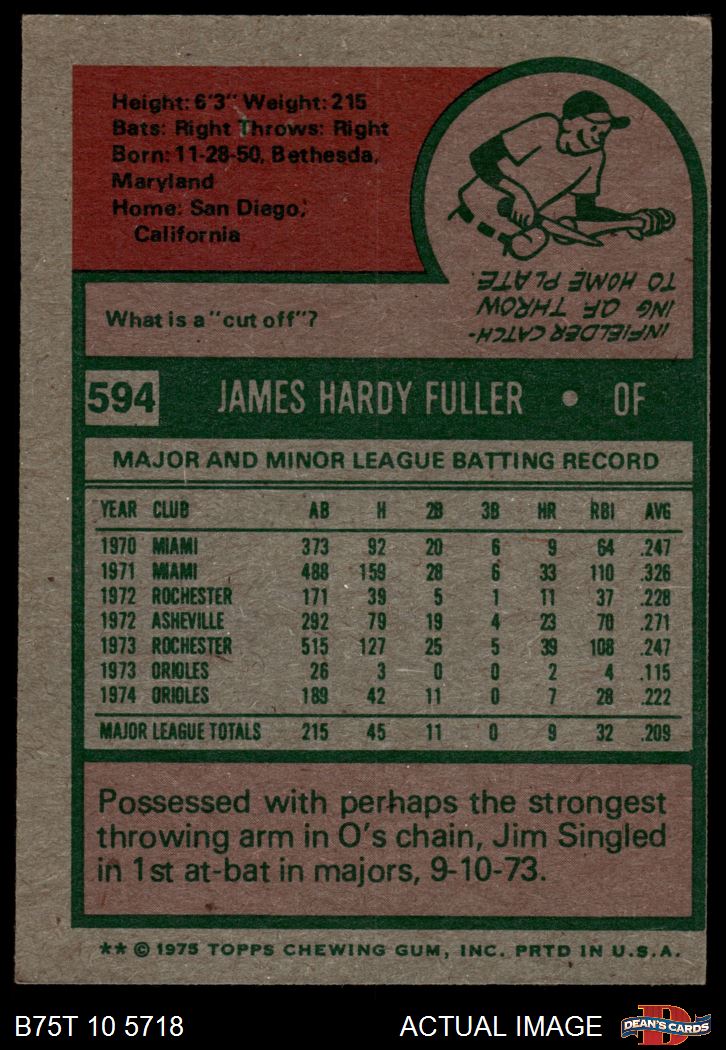 Height: 6'3" Weight: 215
Bats: Right Throws: Right
Born: 11-28-50, Bethesda,
Maryland
Home: San Diego,
California
What is a "cut off"?
INFIELDER CATCH-
ING OF THROW
TO HOME PLATE.
594 JAMES HARDY FULLER • OF
MAJOR AND MINOR LEAGUE BATTING RECORD
YEAR CLUB AB H 2B 3B HR RBI AVG
1970 MIAMI 373 92 20 6 9 64 .247
1971 MIAMI 488 159 28 6 33 110 .326
1972 ROCHESTER 171 39 5 1 11 37 .228
1972 ASHEVILLE 292 79 19 4 23 70 .271
1973 ROCHESTER 515 127 25 5 39 108 .247
1973 ORIOLES 26 3 0 0 2 4 .115
1974 ORIOLES 189 42 11 0 7 28 .222
MAJOR LEAGUE TOTALS 215 45 11 0 9 32 .209
Possessed with perhaps the strongest
throwing arm in O's chain, Jim Singled
in 1st at-bat in majors, 9-10-73.
** © 1975 TOPPS CHEWING GUM, INC. PRTD IN U.S.A.
B75T 10 5718 ACTUAL IMAGE D DEAN'S CARDS